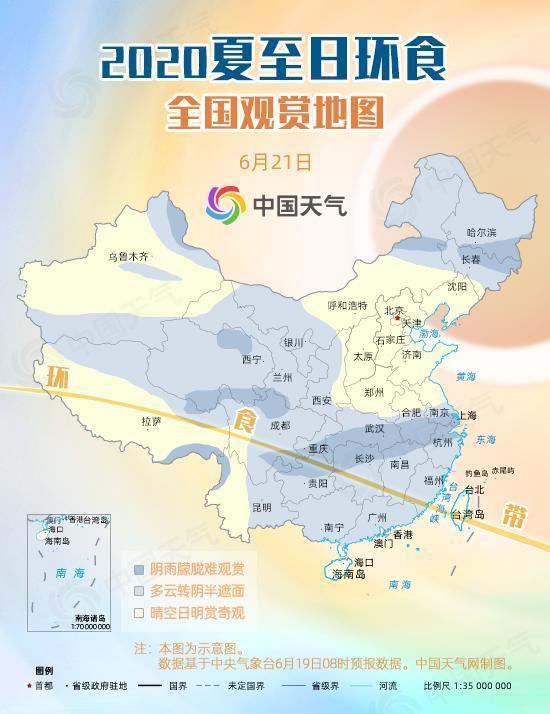 2020夏至日环食
全国观赏地图
6月21日
中国天气
哈尔滨
长春
乌鲁木齐
沈阳
呼和浩特
北京
天津
渤海
银川
石家庄
太原
济南
西宁
黄海
兰州
环
郑州
西安
合肥
南京
上海
拉萨
食
成都
武汉
杭州
东海
重庆
长沙
南昌
钓鱼岛
赤尾屿
贵阳
福州
台北
台湾海峡
昆明
台湾岛
带
广州
南宁
香港
澳门
海口
海南岛
南海
澳门
香港
台湾岛
海口
海南岛
南海
南海诸岛
1:70 000 000
阴雨朦胧难观赏
多云转阴半遮面
晴空日明赏奇观
注：本图为示意图。
数据基于中央气象台6月19日08时预报数据。中国天气网制图。
图例
首都
省级政府驻地
国界
未定国界
省级界
河流
比例尺 1:35 000 000